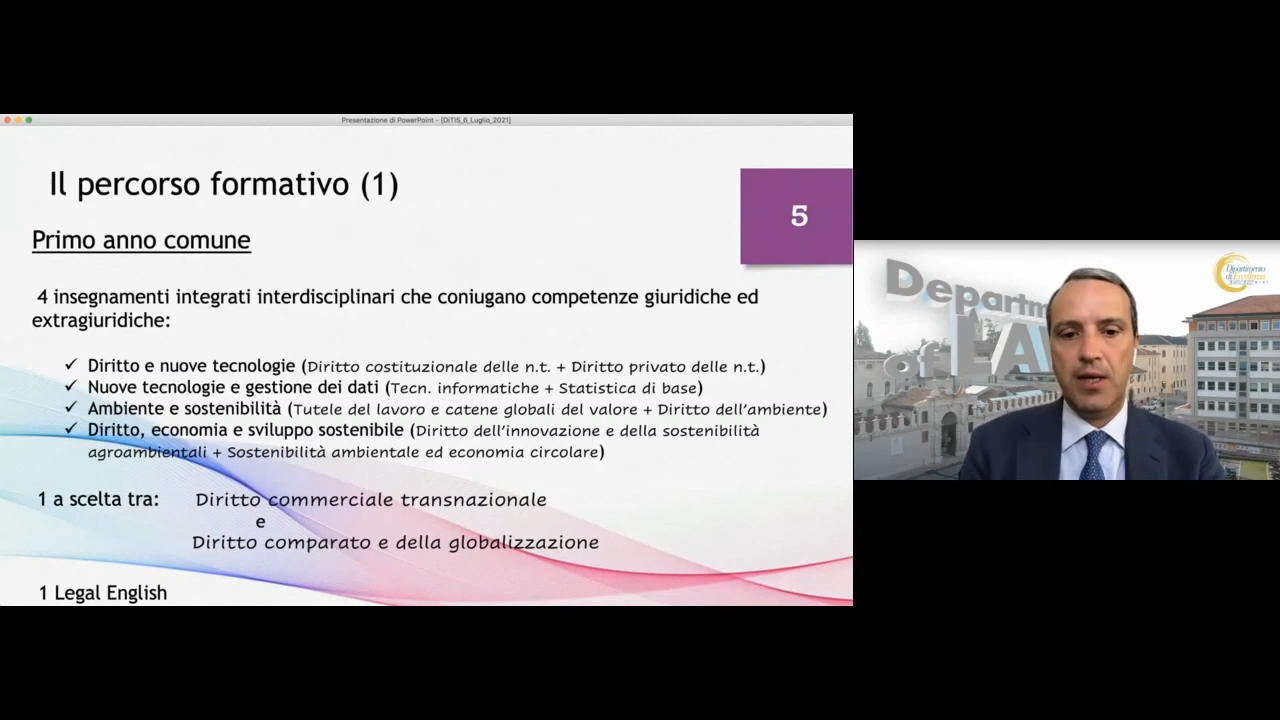 Presentazione di PowerPoint - [DiTIS_6_Luglio_2021]
Il percorso formativo (1)
5
Primo anno comune
4 insegnamenti integrati interdisciplinari che coniugano competenze giuridiche ed
extragiuridiche:
✓ Diritto e nuove tecnologie (Diritto costituzionale delle n.t. + Diritto privato delle n.t.)
✓ Nuove tecnologie e gestione dei dati (Tecn. informatiche + Statistica di base)
✓ Ambiente e sostenibilità (Tutele del lavoro e catene globali del valore + Diritto dell'ambiente)
✓ Diritto, economia e sviluppo sostenibile (Diritto dell'innovazione e della sostenibilità
agroambientali + Sostenibilità ambientale ed economia circolare)
1 a scelta tra: Diritto commerciale transnazionale
e
Diritto comparato e della globalizzazione
1 Legal English
Dipartimento
di Eccellenza
of